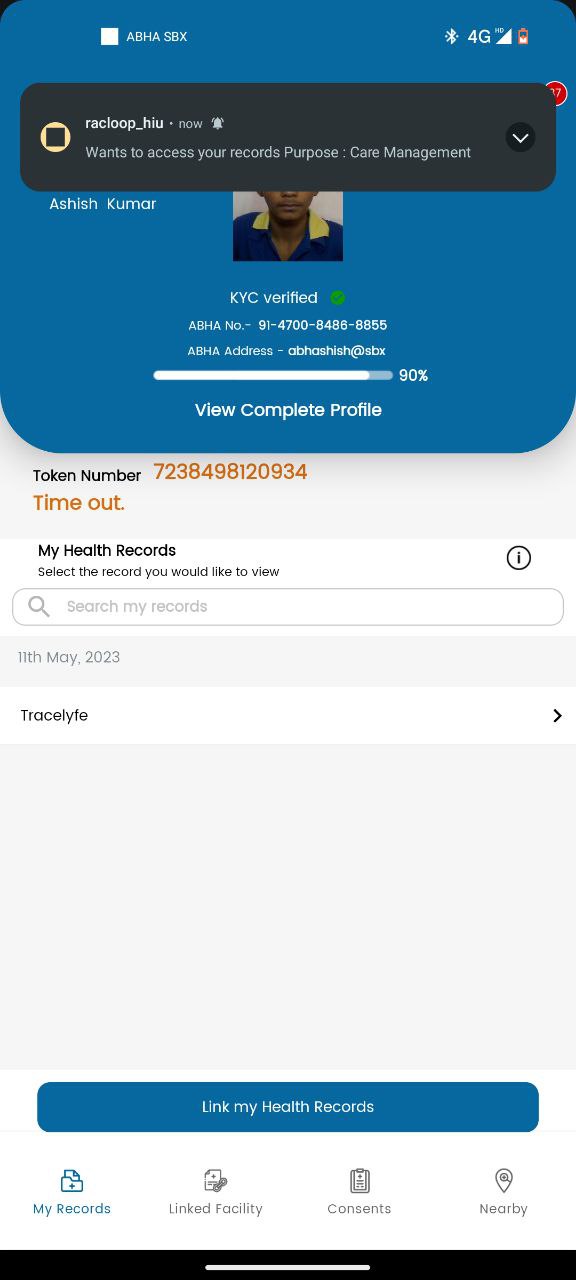 ABHA SBX
4G HD
racloop_hiu • now
Wants to access your records Purpose : Care Management
Ashish Kumar
KYC verified
ABHA No.- 91-4700-8486-8855
ABHA Address - abhashish@sbx
90%
View Complete Profile
Token Number 7238498120934
Time out.
My Health Records
Select the record you would like to view
Search my records
11th May, 2023
Tracelyfe
Link my Health Records
My Records
Linked Facility
Consents
Nearby